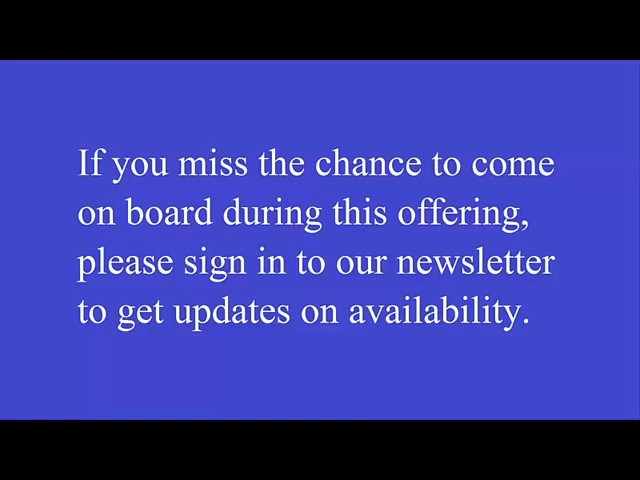 If you miss the chance to come
on board during this offering,
please sign in to our newsletter
to get updates on availability.